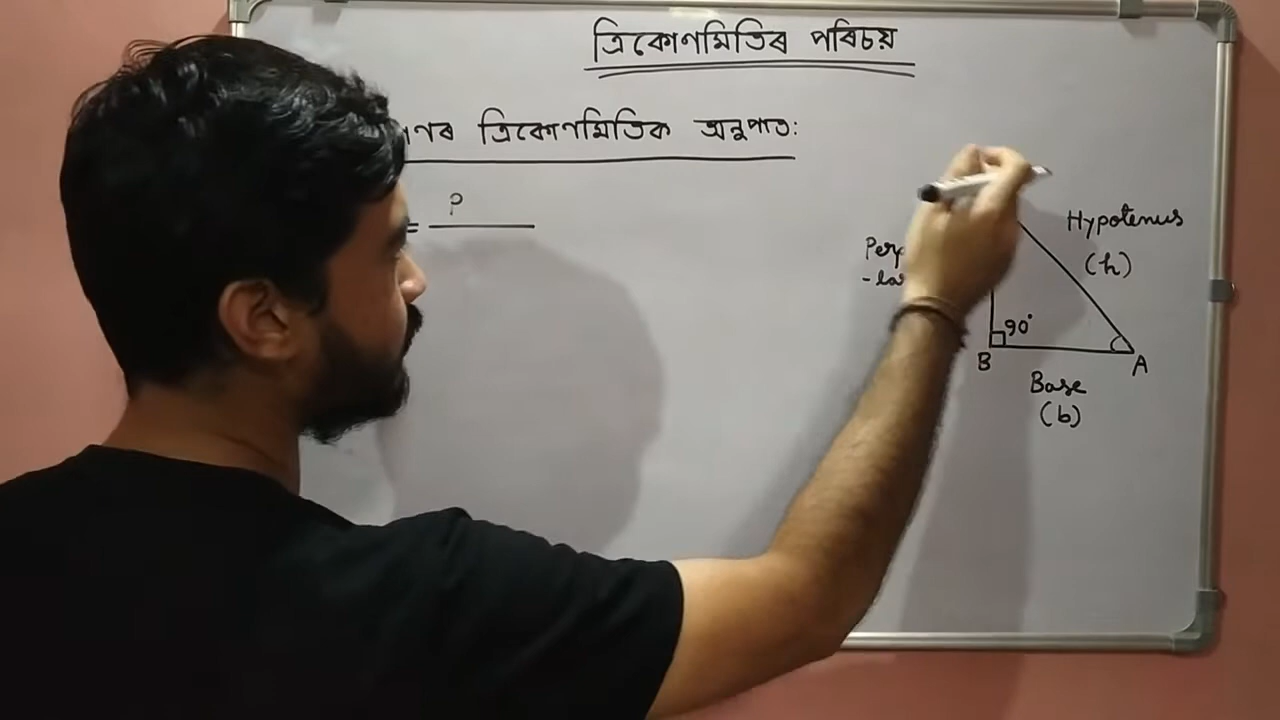 ত্ৰিকোণমিতিৰ পৰিচয়
ত্ৰিকোণমিতিক অনুপাত:
= P
Hypotenus
(h)
90°
B
A
Base
(b)